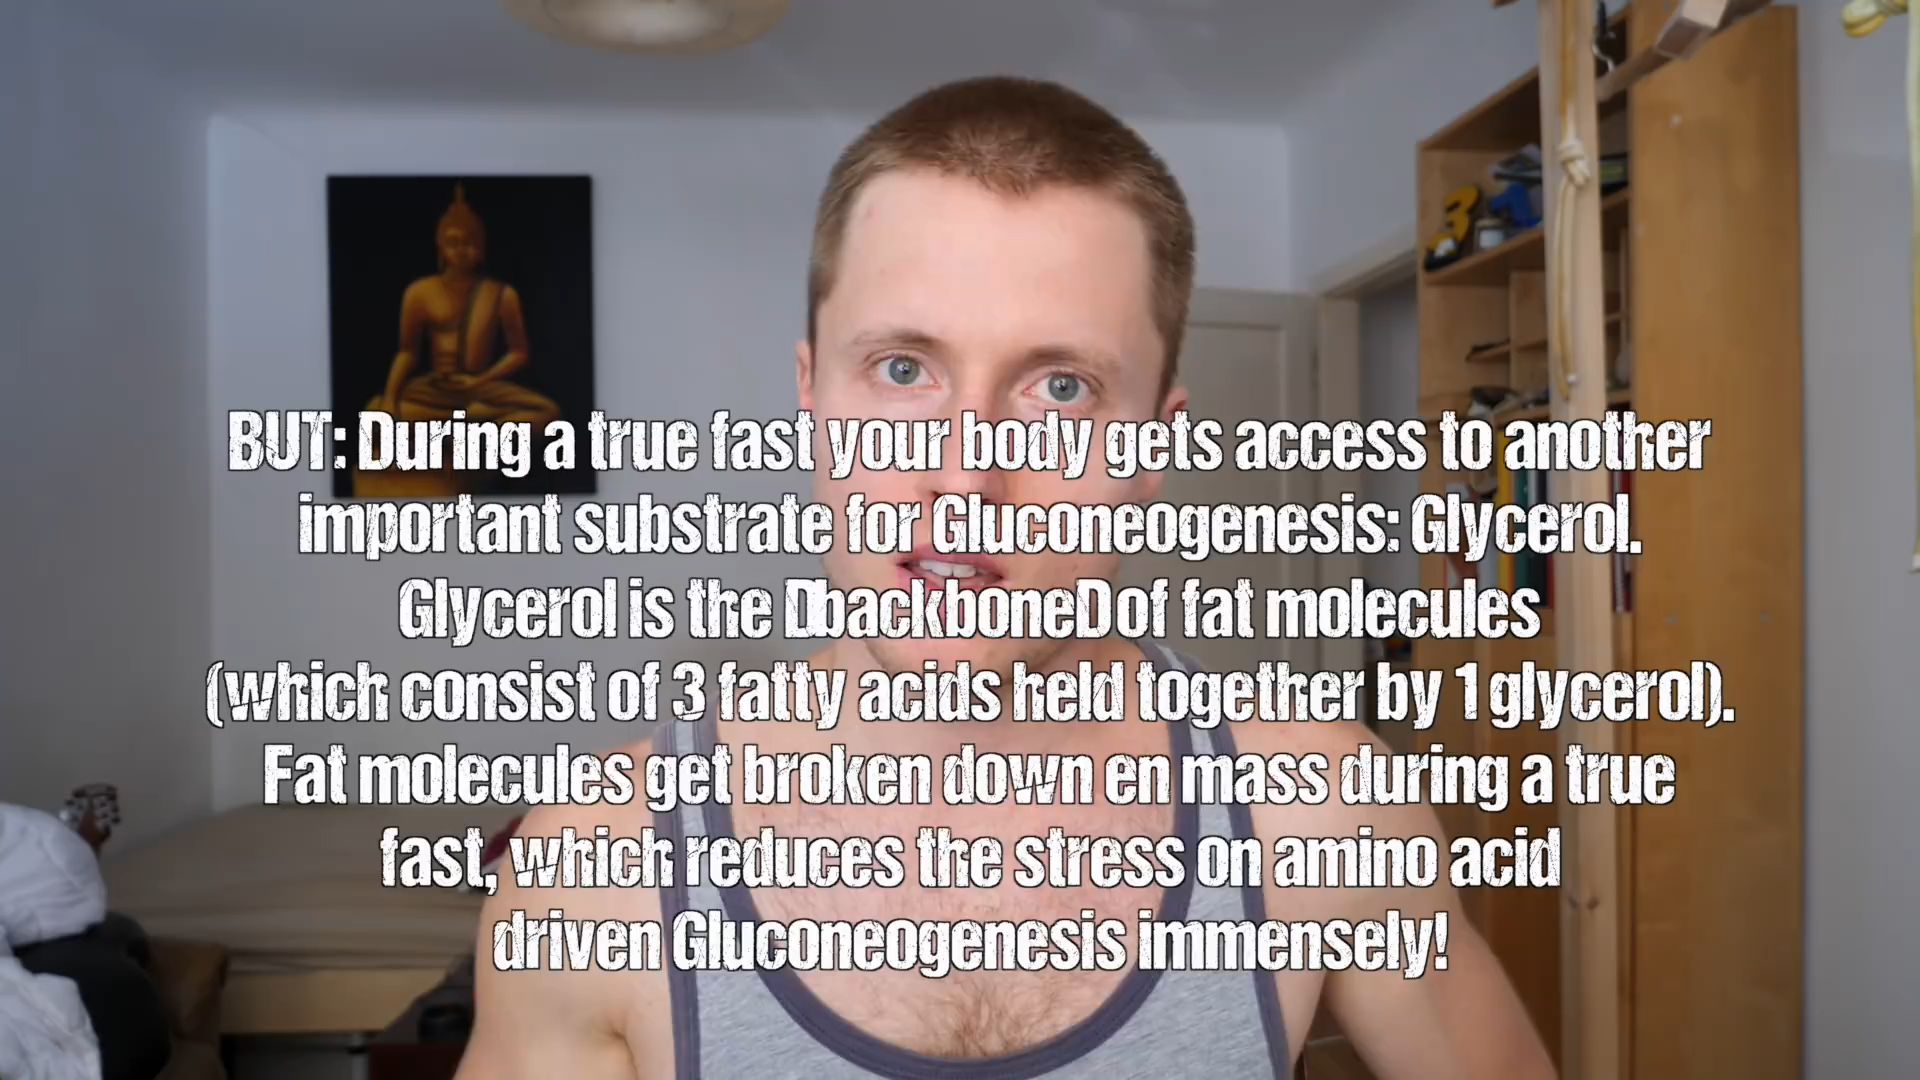 BUT: During a true fast your body gets access to another
important substrate for Gluconeogenesis: Glycerol.
Glycerol is the DbackboneD of fat molecules
(which consist of 3 fatty acids held together by 1 glycerol).
Fat molecules get broken down en mass during a true
fast, which reduces the stress on amino acid
driven Gluconeogenesis immensely!